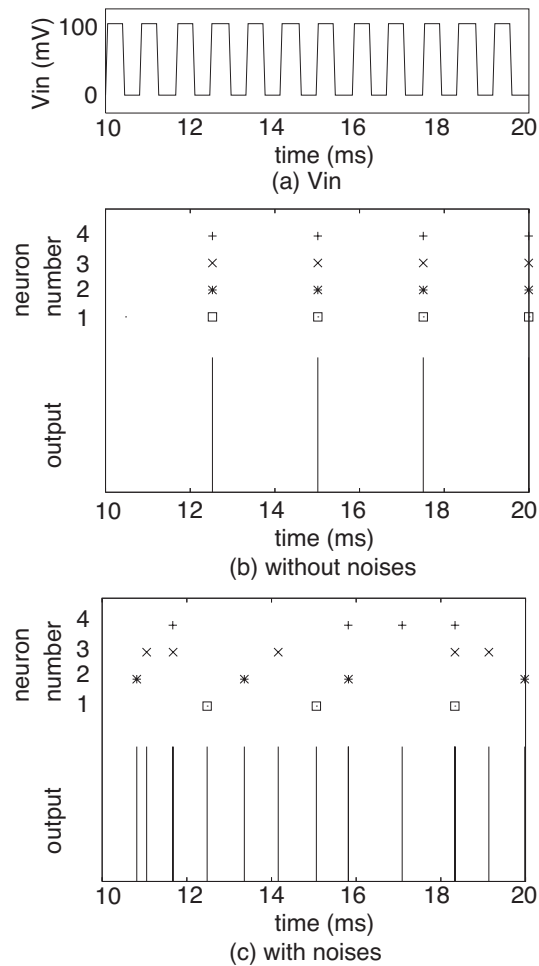 Vin (mV)
100
0
10 12 14 16 18 20
time (ms)
(a) Vin
neuron
number
4
3
2
1
output
10 12 14 16 18 20
time (ms)
(b) without noises
neuron
number
4
3
2
1
output
10 12 14 16 18 20
time (ms)
(c) with noises